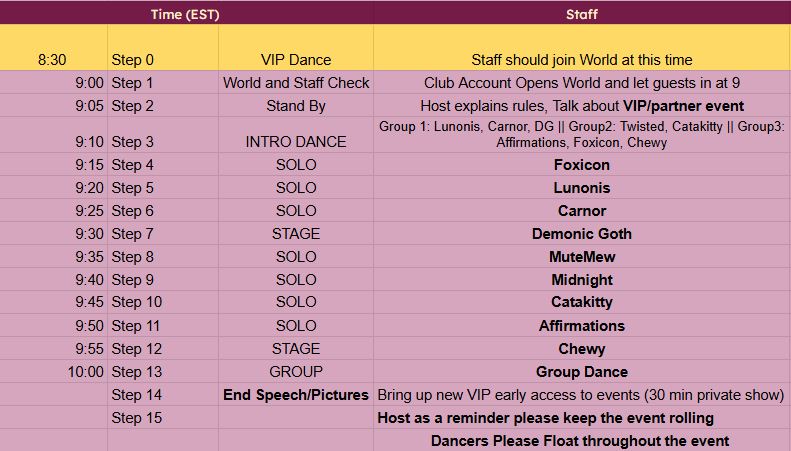 Time (EST) Staff
8:30 Step 0 VIP Dance Staff should join World at this time
9:00 Step 1 World and Staff Check Club Account Opens World and let guests in at 9
9:05 Step 2 Stand By Host explains rules, Talk about VIP/partner event
9:10 Step 3 INTRO DANCE Group 1: Lunonis, Carnor, DG || Group2: Twisted, Catakitty || Group3:
Affirmations, Foxicon, Chewy
9:15 Step 4 SOLO Foxicon
9:20 Step 5 SOLO Lunonis
9:25 Step 6 SOLO Carnor
9:30 Step 7 STAGE Demonic Goth
9:35 Step 8 SOLO MuteMew
9:40 Step 9 SOLO Midnight
9:45 Step 10 SOLO Catakitty
9:50 Step 11 SOLO Affirmations
9:55 Step 12 STAGE Chewy
10:00 Step 13 GROUP Group Dance
Step 14 End Speech/Pictures Bring up new VIP early access to events (30 min private show)
Step 15 Host as a reminder please keep the event rolling
Dancers Please Float throughout the event